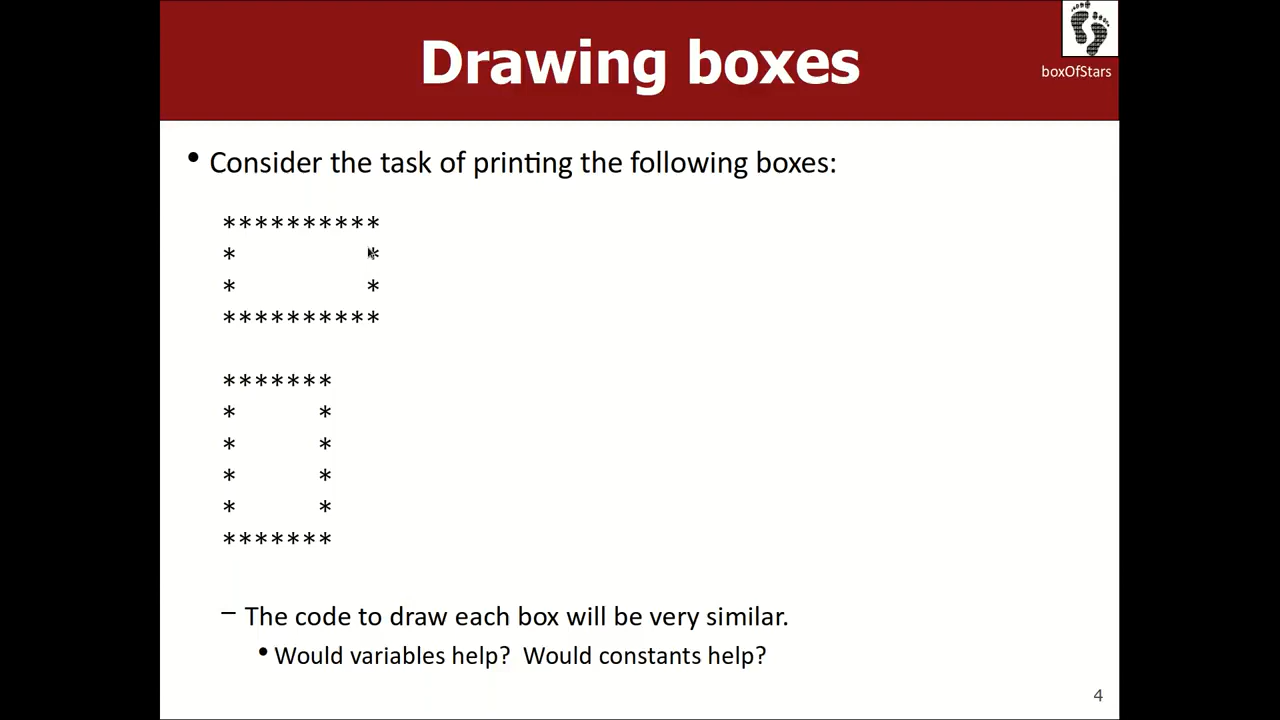 Drawing boxes
boxOfStars
• Consider the task of printing the following boxes:
**********
*        *
*        *
**********
*******
*     *
*     *
*     *
*     *
*******
– The code to draw each box will be very similar.
• Would variables help?  Would constants help?
4